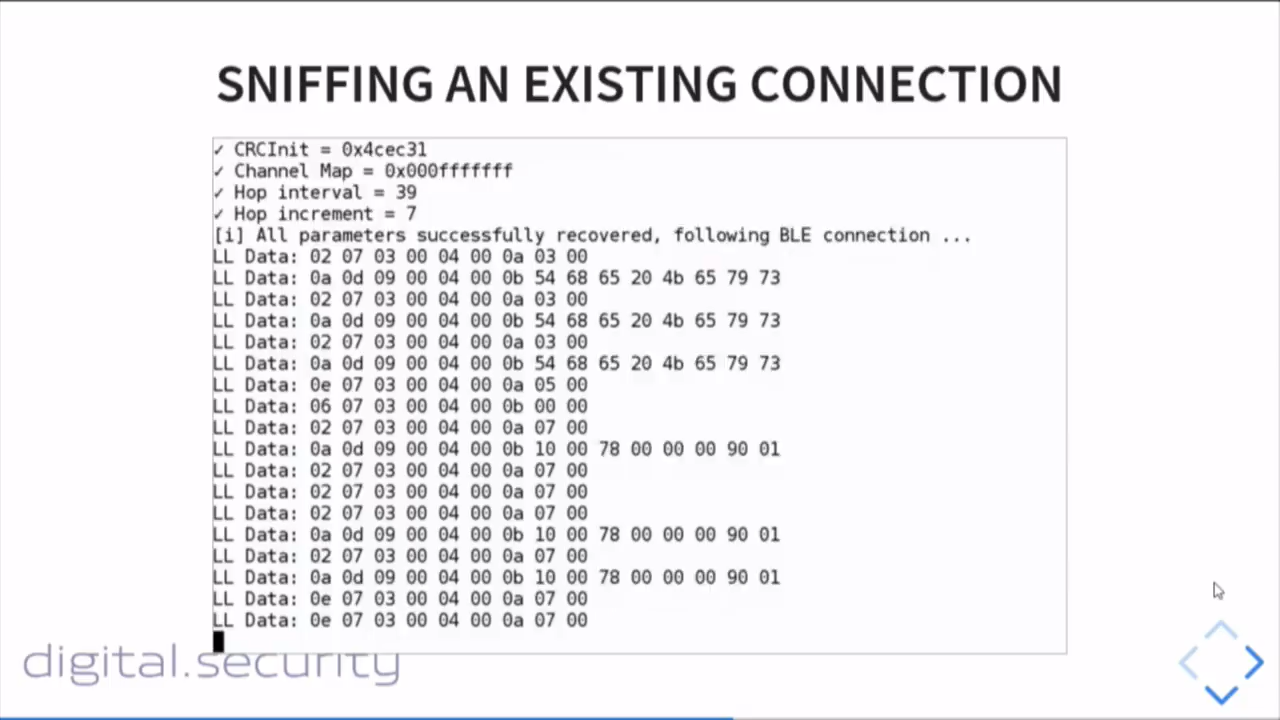 SNIFFING AN EXISTING CONNECTION
✓ CRCInit = 0x4cec31
✓ Channel Map = 0x000fffffff
✓ Hop interval = 39
✓ Hop increment = 7
[i] All parameters successfully recovered, following BLE connection ...
LL Data: 02 07 03 00 04 00 0a 03 00
LL Data: 0a 0d 09 00 04 00 0b 54 68 65 20 4b 65 79 73
LL Data: 02 07 03 00 04 00 0a 03 00
LL Data: 0a 0d 09 00 04 00 0b 54 68 65 20 4b 65 79 73
LL Data: 02 07 03 00 04 00 0a 03 00
LL Data: 0a 0d 09 00 04 00 0b 54 68 65 20 4b 65 79 73
LL Data: 0e 07 03 00 04 00 0a 05 00
LL Data: 06 07 03 00 04 00 0b 00 00
LL Data: 02 07 03 00 04 00 0a 07 00
LL Data: 0a 0d 09 00 04 00 0b 10 00 78 00 00 00 90 01
LL Data: 02 07 03 00 04 00 0a 07 00
LL Data: 02 07 03 00 04 00 0a 07 00
LL Data: 02 07 03 00 04 00 0a 07 00
LL Data: 0a 0d 09 00 04 00 0b 10 00 78 00 00 00 90 01
LL Data: 02 07 03 00 04 00 0a 07 00
LL Data: 0a 0d 09 00 04 00 0b 10 00 78 00 00 00 90 01
LL Data: 0e 07 03 00 04 00 0a 07 00
LL Data: 0e 07 03 00 04 00 0a 07 00
digital.security